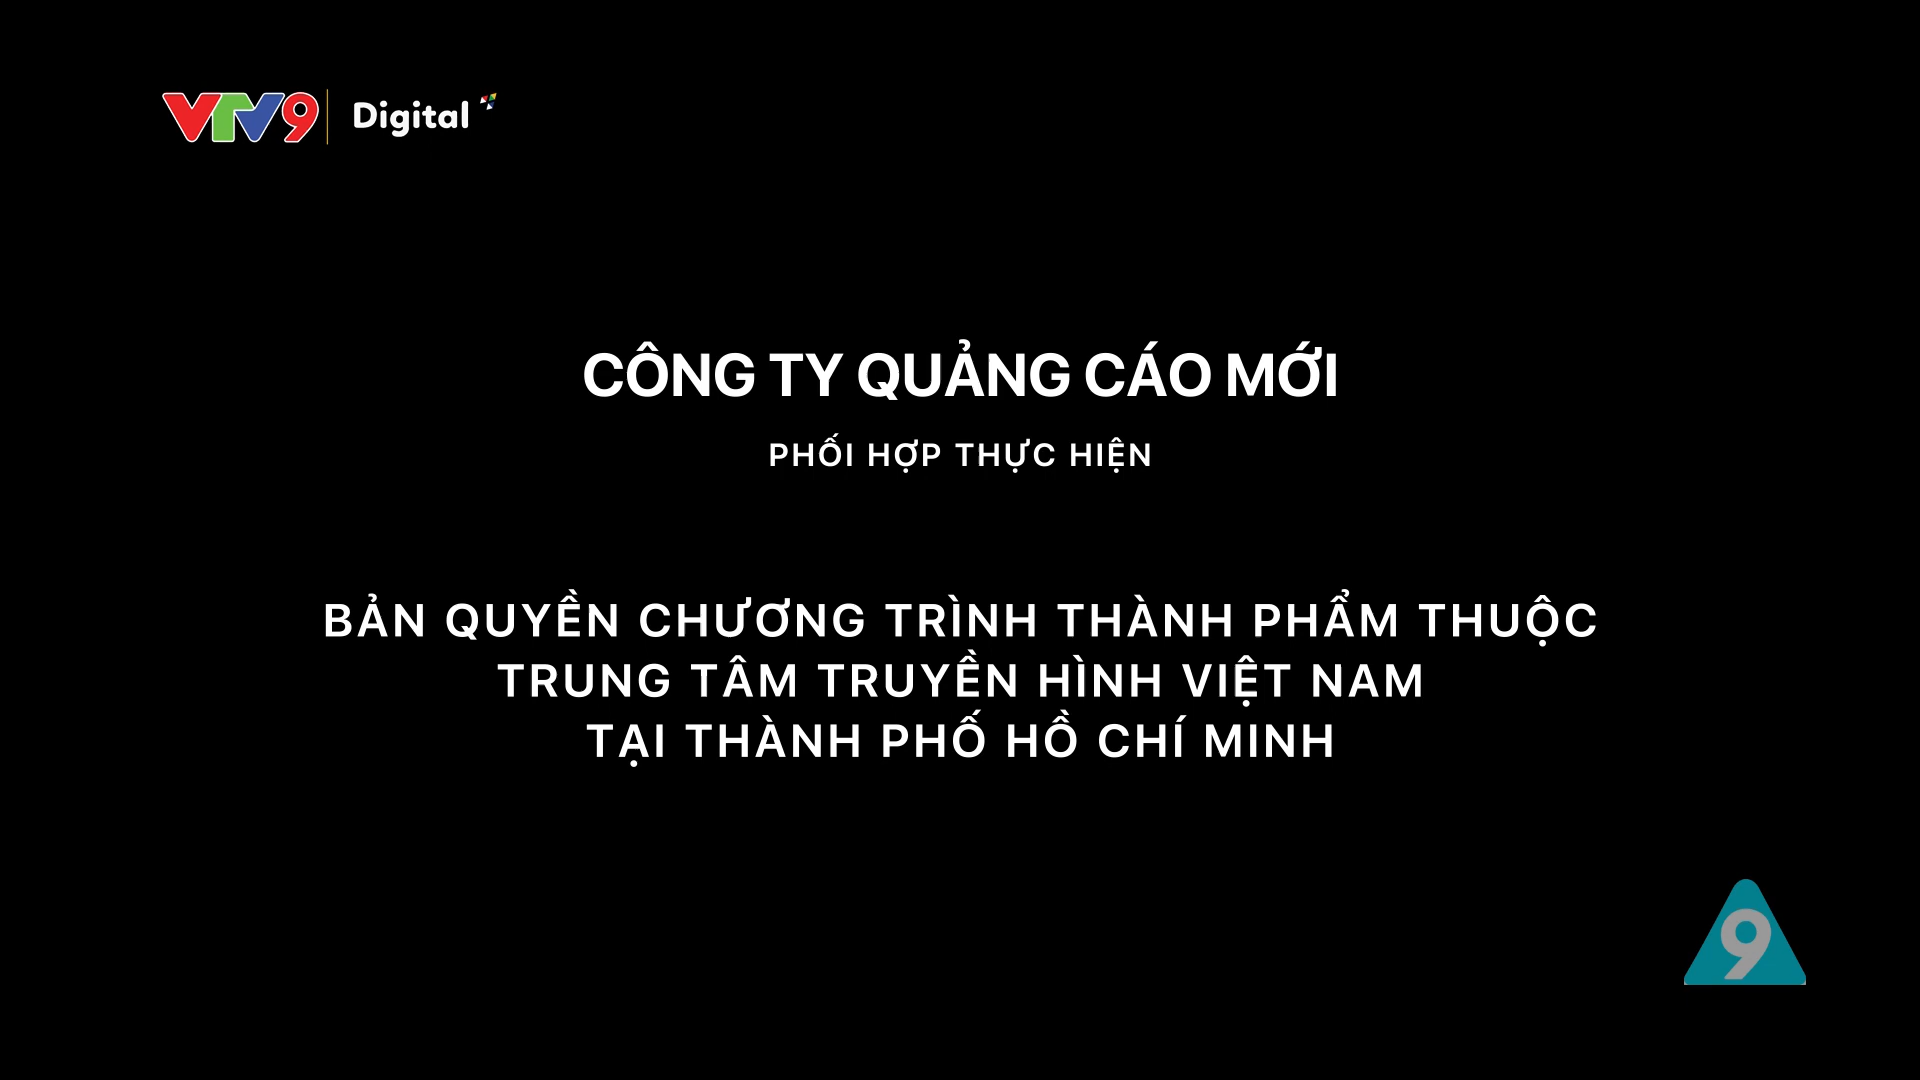 VTV9 Digital
CÔNG TY QUẢNG CÁO MỚI
PHỐI HỢP THỰC HIỆN
BẢN QUYỀN CHƯƠNG TRÌNH THÀNH PHẨM THUỘC
TRUNG TÂM TRUYỀN HÌNH VIỆT NAM
TẠI THÀNH PHỐ HỒ CHÍ MINH
9